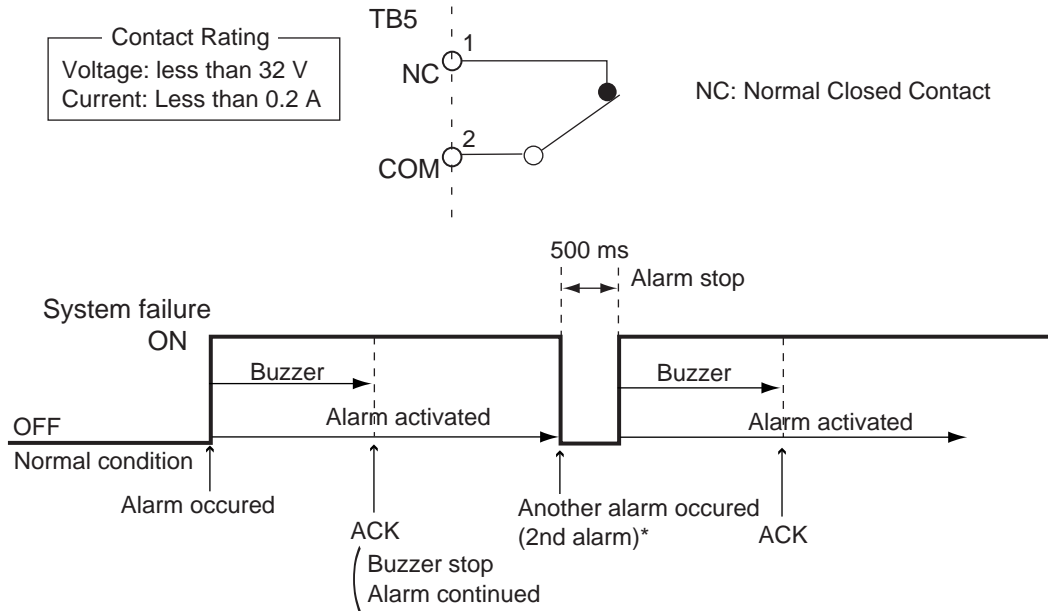 Contact Rating
Voltage: less than 32 V
Current: Less than 0.2 A
TB5
1
NC
2
COM
NC: Normal Closed Contact
500 ms
Alarm stop
System failure
ON
Buzzer
Buzzer
Alarm activated
Alarm activated
OFF
Normal condition
Alarm occured
ACK
Buzzer stop
Alarm continued
Another alarm occured
(2nd alarm)*
ACK